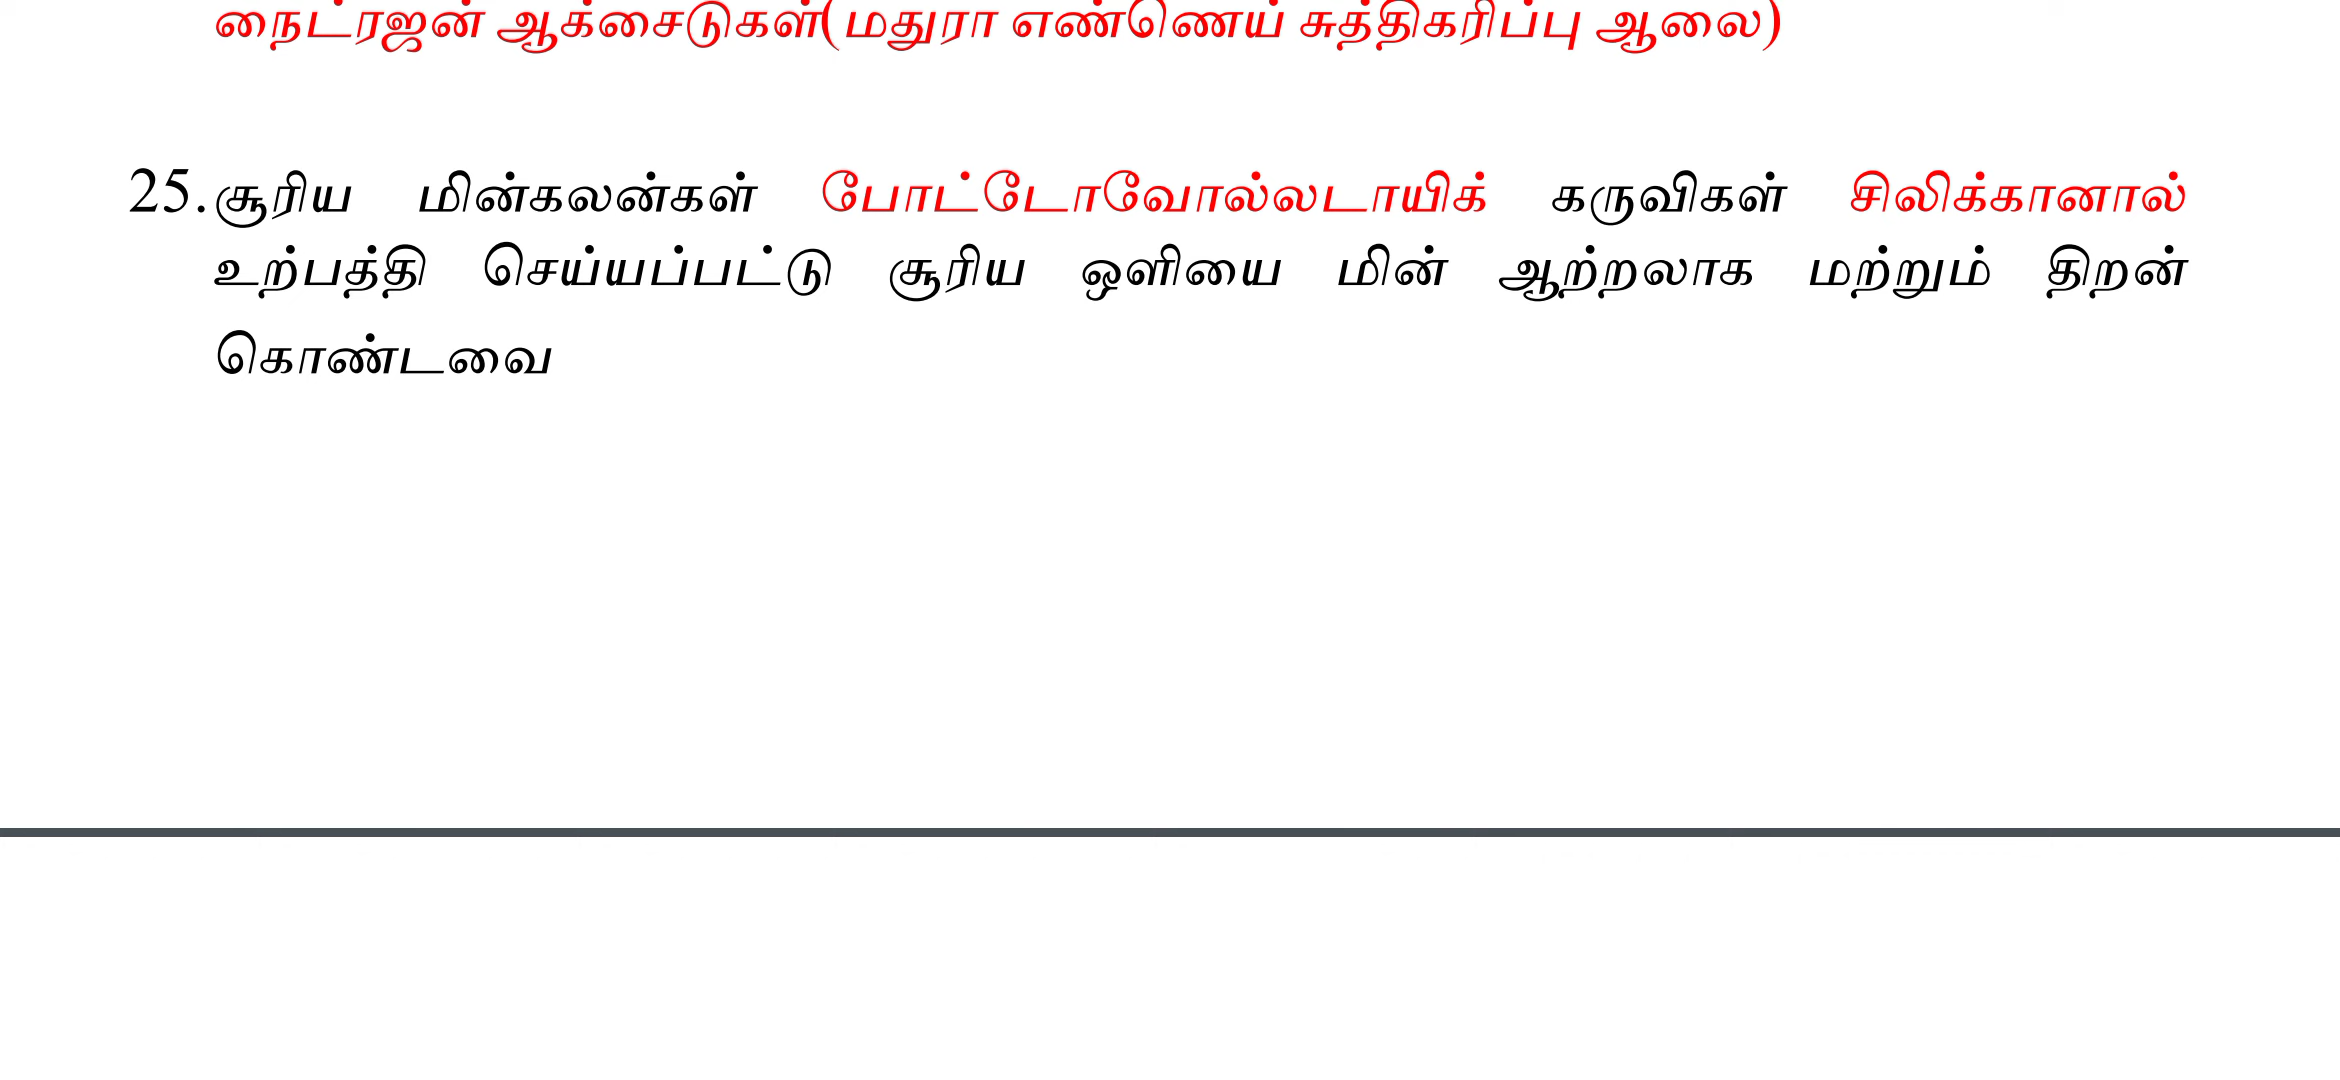 நைட்ரஜன் ஆக்சைடுகள்(மதுரா எண்ணெய் சுத்திகரிப்பு ஆலை)
25.சூரிய மின்கலன்கள் போட்டோவோல்லடாயிக் கருவிகள் சிலிக்கானால்
உற்பத்தி செய்யப்பட்டு சூரிய ஒளியை மின் ஆற்றலாக மற்றும் திறன்
கொண்டவை